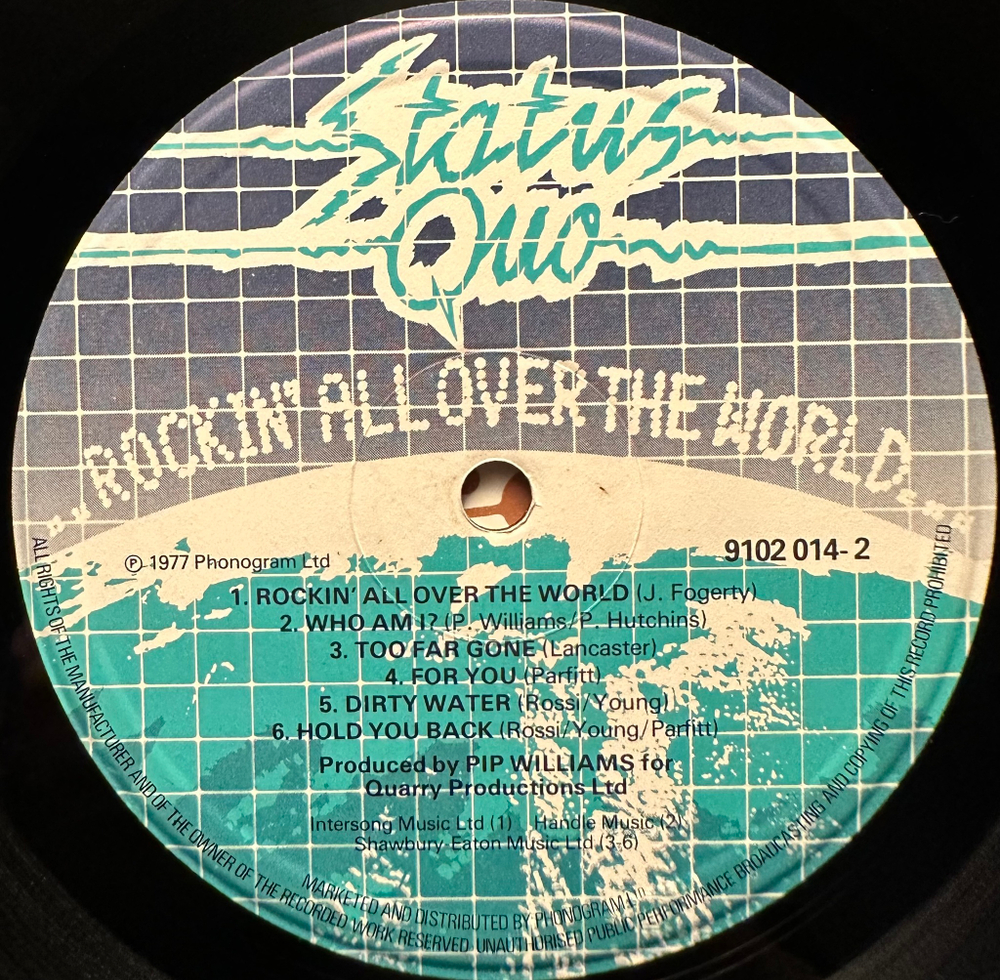 Status
Quo
ROCKIN' ALL OVER THE WORLD
℗ 1977 Phonogram Ltd
9102 014-2
1. ROCKIN' ALL OVER THE WORLD (J. Fogerty)
2. WHO AM I? (P. Williams/P. Hutchins)
3. TOO FAR GONE (Lancaster)
4. FOR YOU (Parfitt)
5. DIRTY WATER (Rossi/Young)
6. HOLD YOU BACK (Rossi/Young/Parfitt)
Produced by PIP WILLIAMS for
Quarry Productions Ltd
Intersong Music Ltd (1) Handle Music (2)
Shawbury-Eaton Music Ltd (3-6)
MARKETED AND DISTRIBUTED BY PHONOGRAM LTD
ALL RIGHTS OF THE MANUFACTURER AND OF THE OWNER OF THE RECORDED WORK RESERVED UNAUTHORISED PUBLIC PERFORMANCE BROADCASTING AND COPYING OF THIS RECORD PROHIBITED